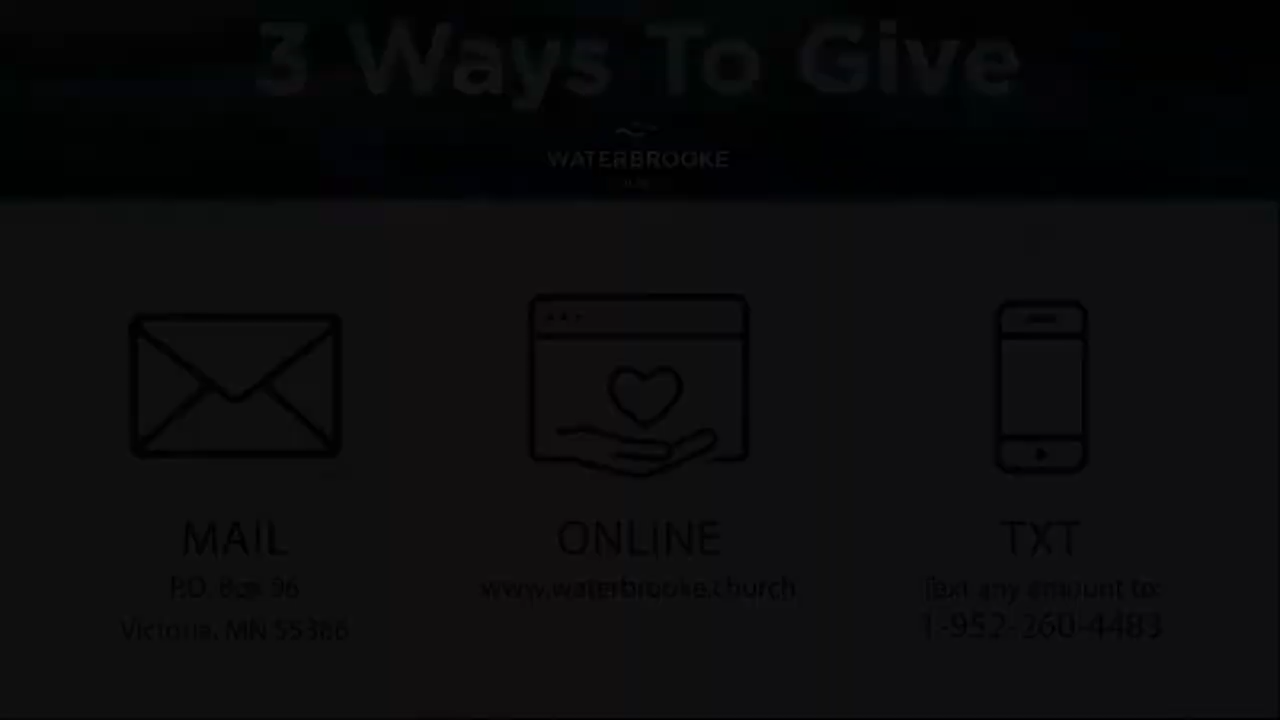 3 Ways To Give
WATERBROOKE
MAIL
P.O. Box 96
Victoria, MN 55386
ONLINE
www.waterbrooke.church
TXT
Text any amount to:
1-952-260-4483